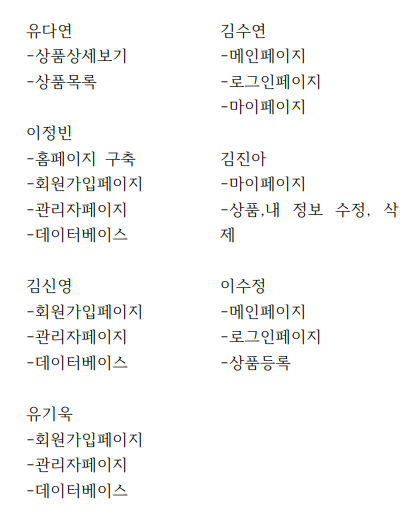 유다연
-상품상세보기
-상품목록
이정빈
-홈페이지 구축
-회원가입페이지
-관리자페이지
-데이터베이스
김신영
-회원가입페이지
-관리자페이지
-데이터베이스
유기욱
-회원가입페이지
-관리자페이지
-데이터베이스
김수연
-메인페이지
-로그인페이지
-마이페이지
김진아
-마이페이지
-상품,내 정보 수정, 삭
제
이수정
-메인페이지
-로그인페이지
-상품등록